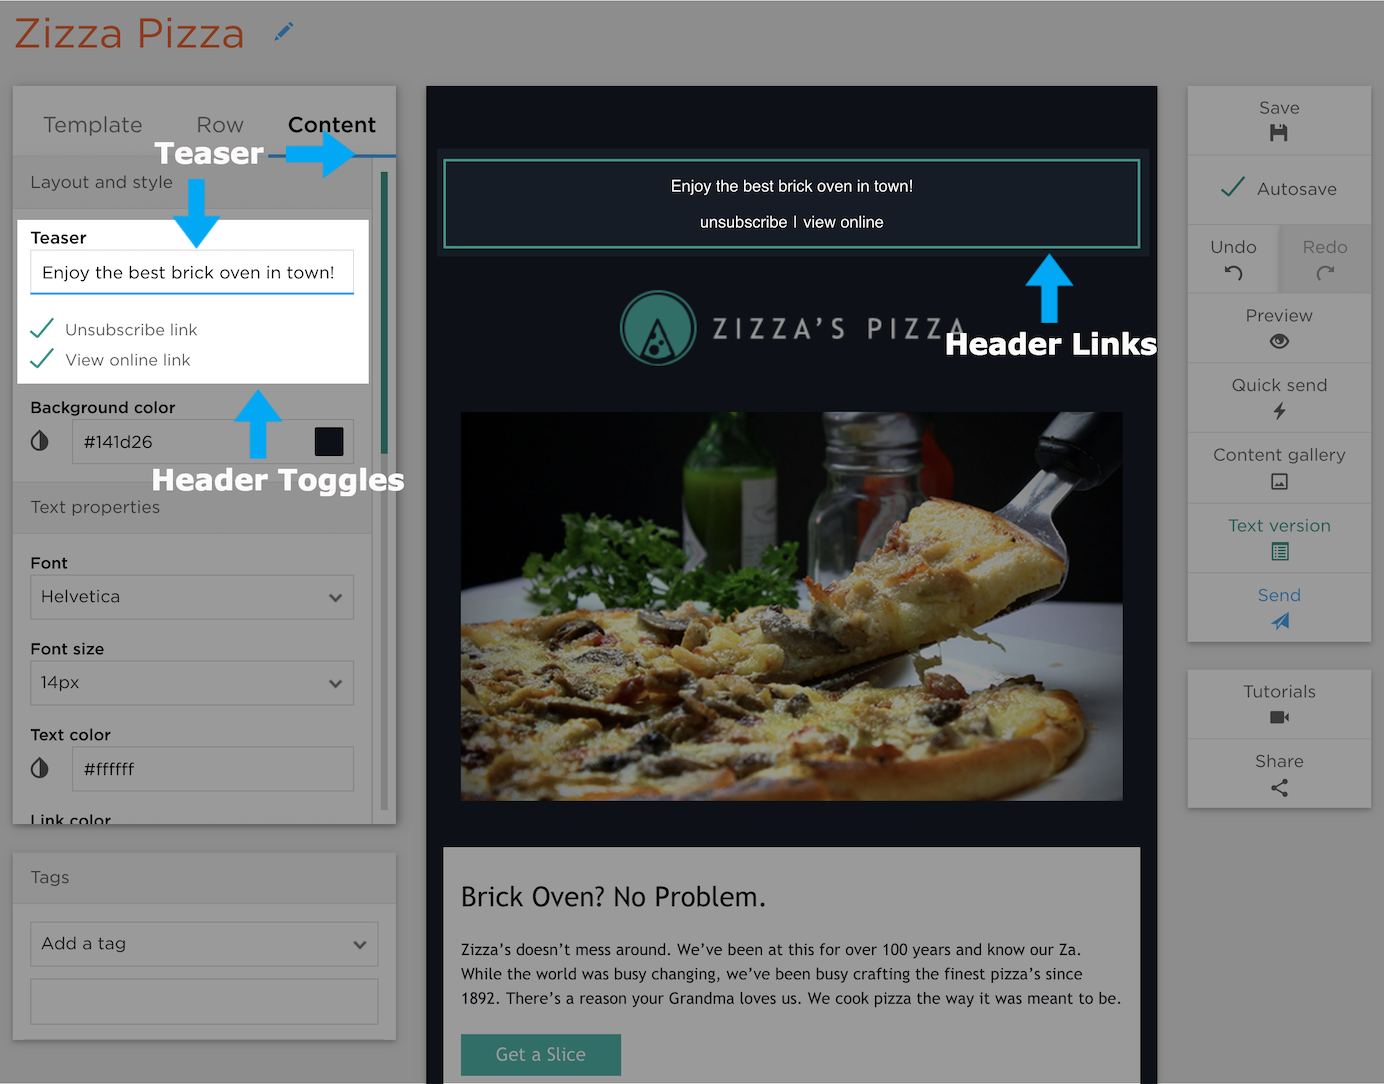 Zizza Pizza
Template Row Content
Teaser
Layout and style
Teaser
Enjoy the best brick oven in town!
Unsubscribe link
View online link
Background color
#141d26
Header Toggles
Text properties
Font
Helvetica
Font size
14px
Text color
#ffffff
Link color
Tags
Add a tag
Enjoy the best brick oven in town!
unsubscribe | view online
ZIZZA'S PIZZA
Header Links
Brick Oven? No Problem.
Zizza’s doesn’t mess around. We’ve been at this for over 100 years and know our Za.
While the world was busy changing, we’ve been busy crafting the finest pizza’s since
1892. There’s a reason your Grandma loves us. We cook pizza the way it was meant to be.
Get a Slice
Save
Autosave
Undo Redo
Preview
Quick send
Content gallery
Text version
Send
Tutorials
Share